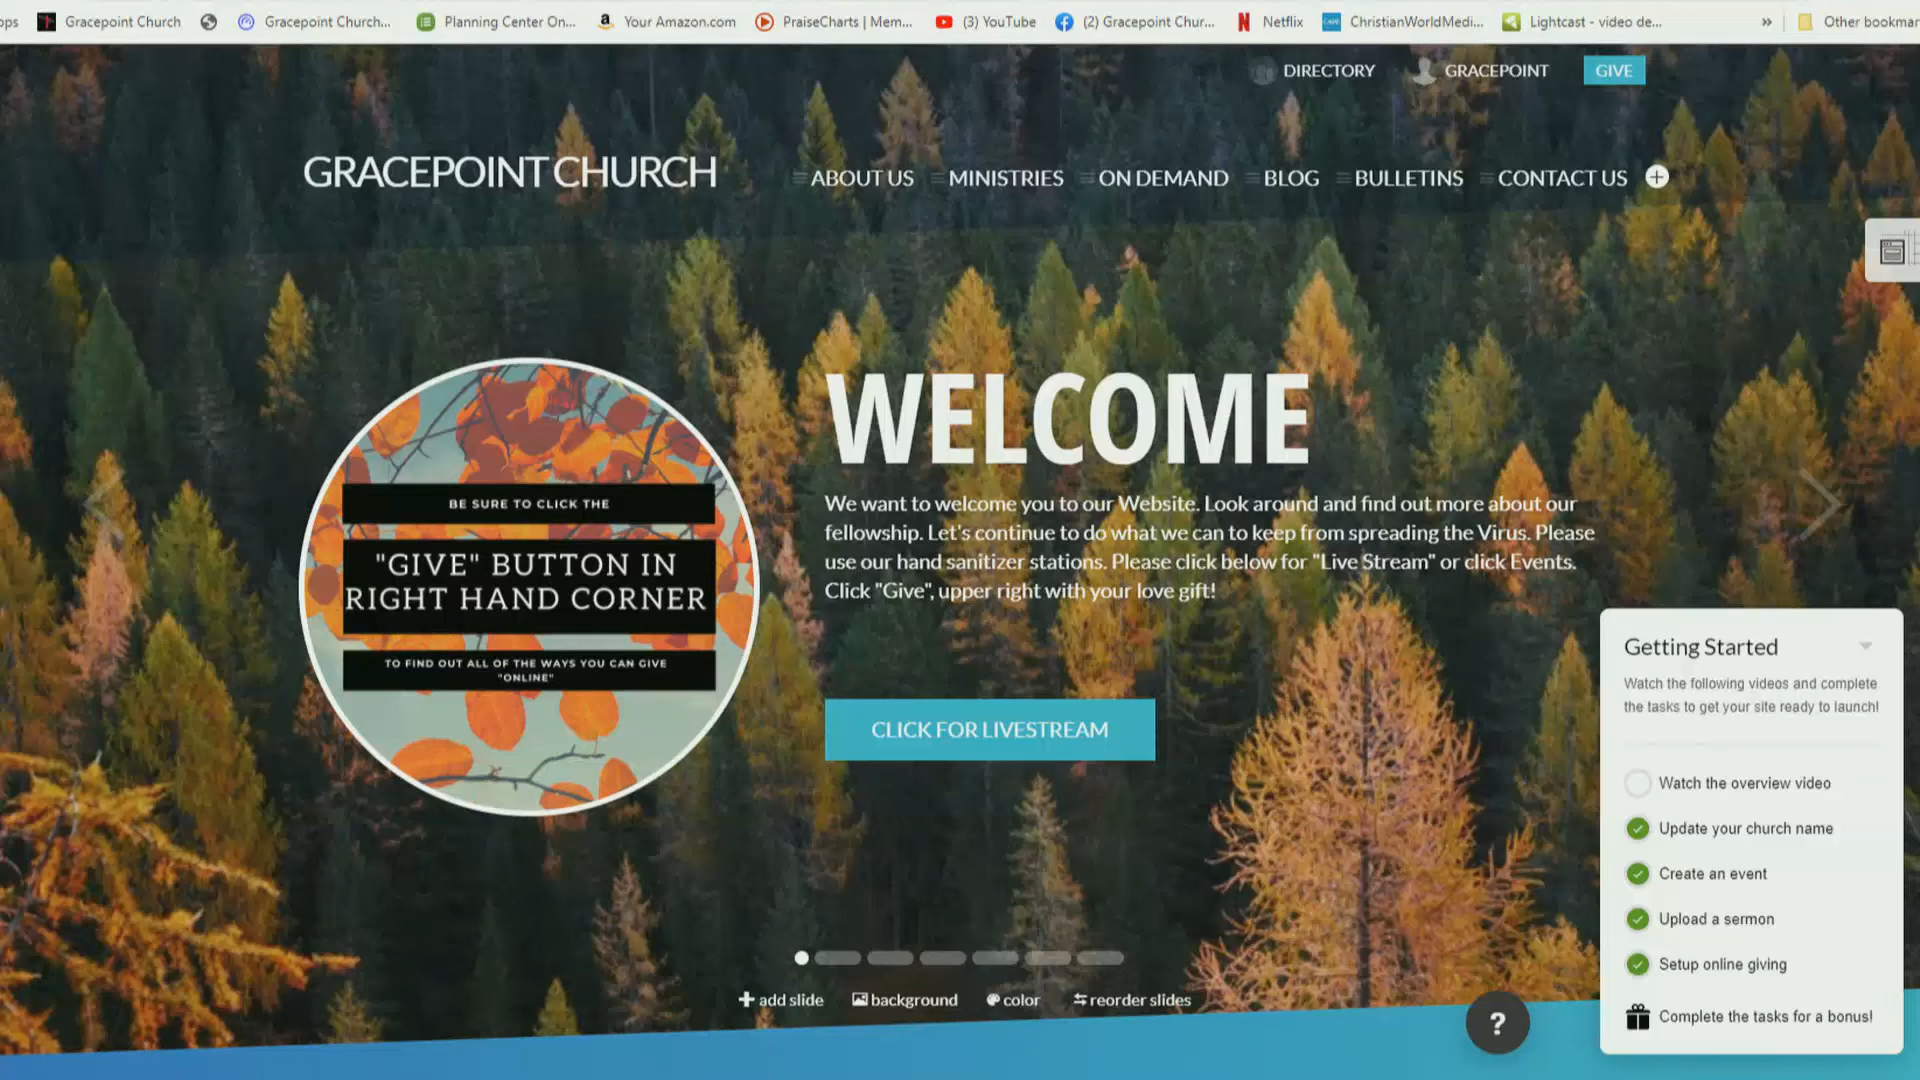 ops
Gracepoint Church
Gracepoint Church...
Planning Center On...
Your Amazon.com
PraiseCharts | Mem...
(3) YouTube
(2) Gracepoint Chur...
Netflix
ChristianWorldMedi...
Lightcast - video de...
»
Other bookmar
DIRECTORY
GRACEPOINT
GIVE
GRACEPOINT CHURCH
ABOUT US
MINISTRIES
ON DEMAND
BLOG
BULLETINS
CONTACT US
BE SURE TO CLICK THE
"GIVE" BUTTON IN
RIGHT HAND CORNER
TO FIND OUT ALL OF THE WAYS YOU CAN GIVE
"ONLINE"
WELCOME
We want to welcome you to our Website. Look around and find out more about our
fellowship. Let's continue to do what we can to keep from spreading the Virus. Please
use our hand sanitizer stations. Please click below for "Live Stream" or click Events.
Click "Give", upper right with your love gift!
CLICK FOR LIVESTREAM
add slide
background
color
reorder slides
?
Getting Started
Watch the following videos and complete
the tasks to get your site ready to launch!
Watch the overview video
Update your church name
Create an event
Upload a sermon
Setup online giving
Complete the tasks for a bonus!